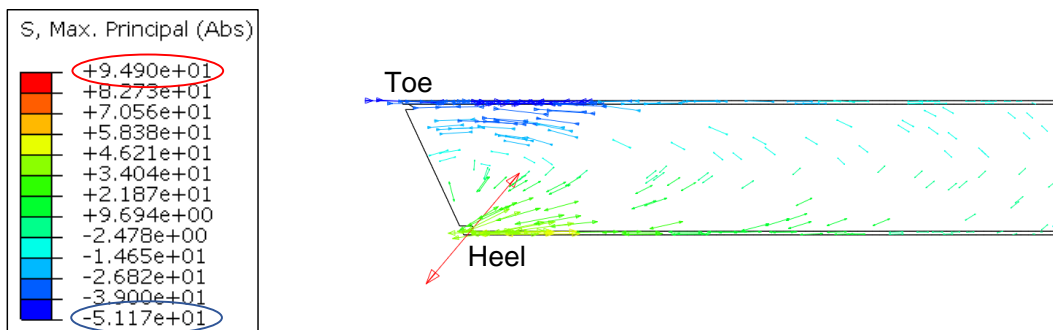 S, Max. Principal (Abs)
+9.490e+01
+8.273e+01
+7.056e+01
+5.838e+01
+4.621e+01
+3.404e+01
+2.187e+01
+9.694e+00
-2.478e+00
-1.465e+01
-2.682e+01
-3.900e+01
-5.117e+01
Toe
Heel